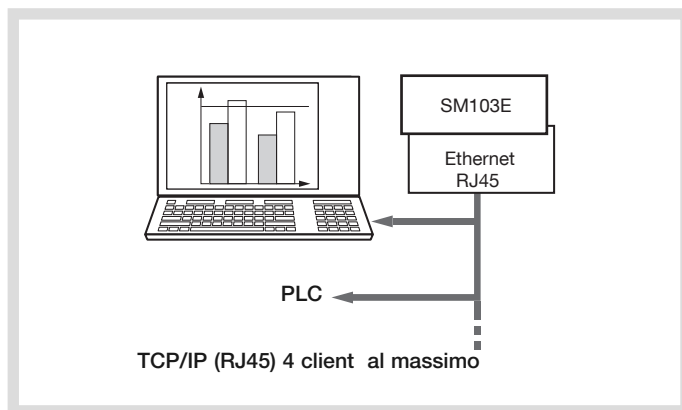 SM103E
Ethernet
RJ45
PLC
TCP/IP (RJ45) 4 client al massimo